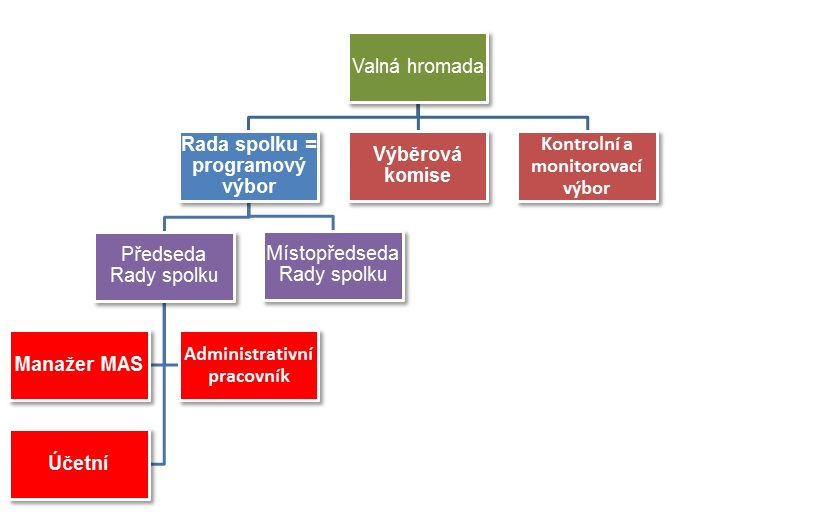 Valná hromada
Rada spolku =
programový
výbor
Výběrová
komise
Kontrolní a
monitorovací
výbor
Předseda
Rady spolku
Místopředseda
Rady spolku
Manažer MAS
Administrativní
pracovník
Účetní